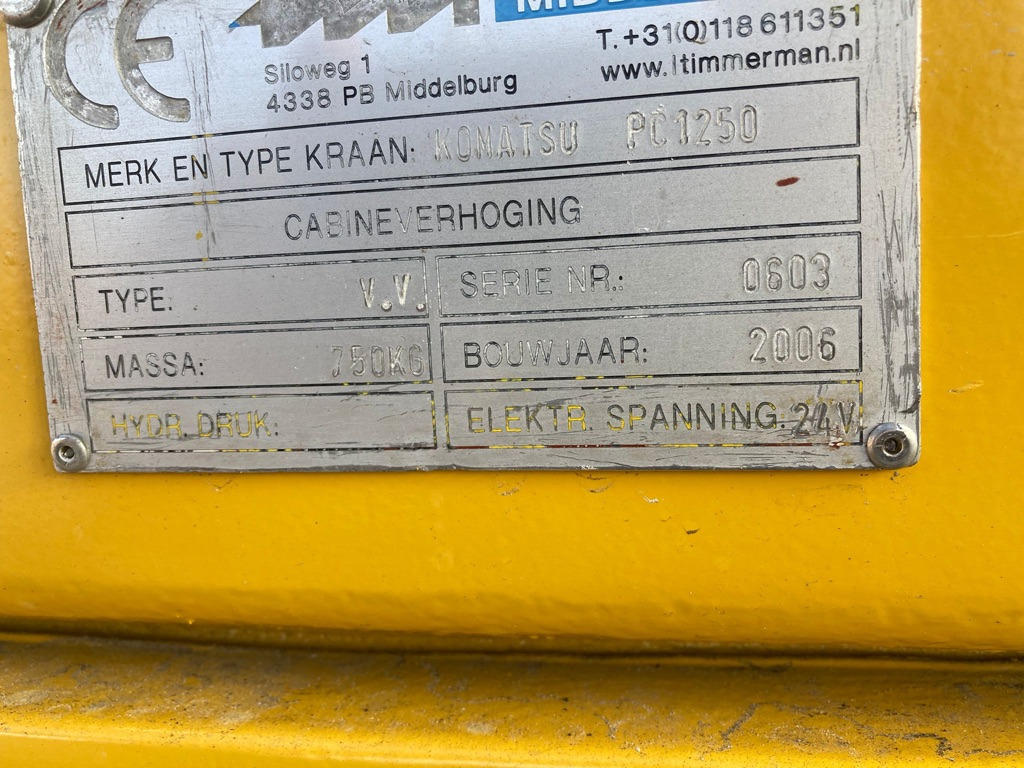 T.+31(0)118 611351
Siloweg 1
www.ltimmerman.nl
4338 PB Middelburg
MERK EN TYPE KRAAN: KOMATSU PC1250
CABINEVERHOGING
TYPE: V.V. SERIE NR.: 0603
MASSA: 750KG BOUWJAAR: 2006
HYDR. DRUK: ELEKTR. SPANNING: 24V